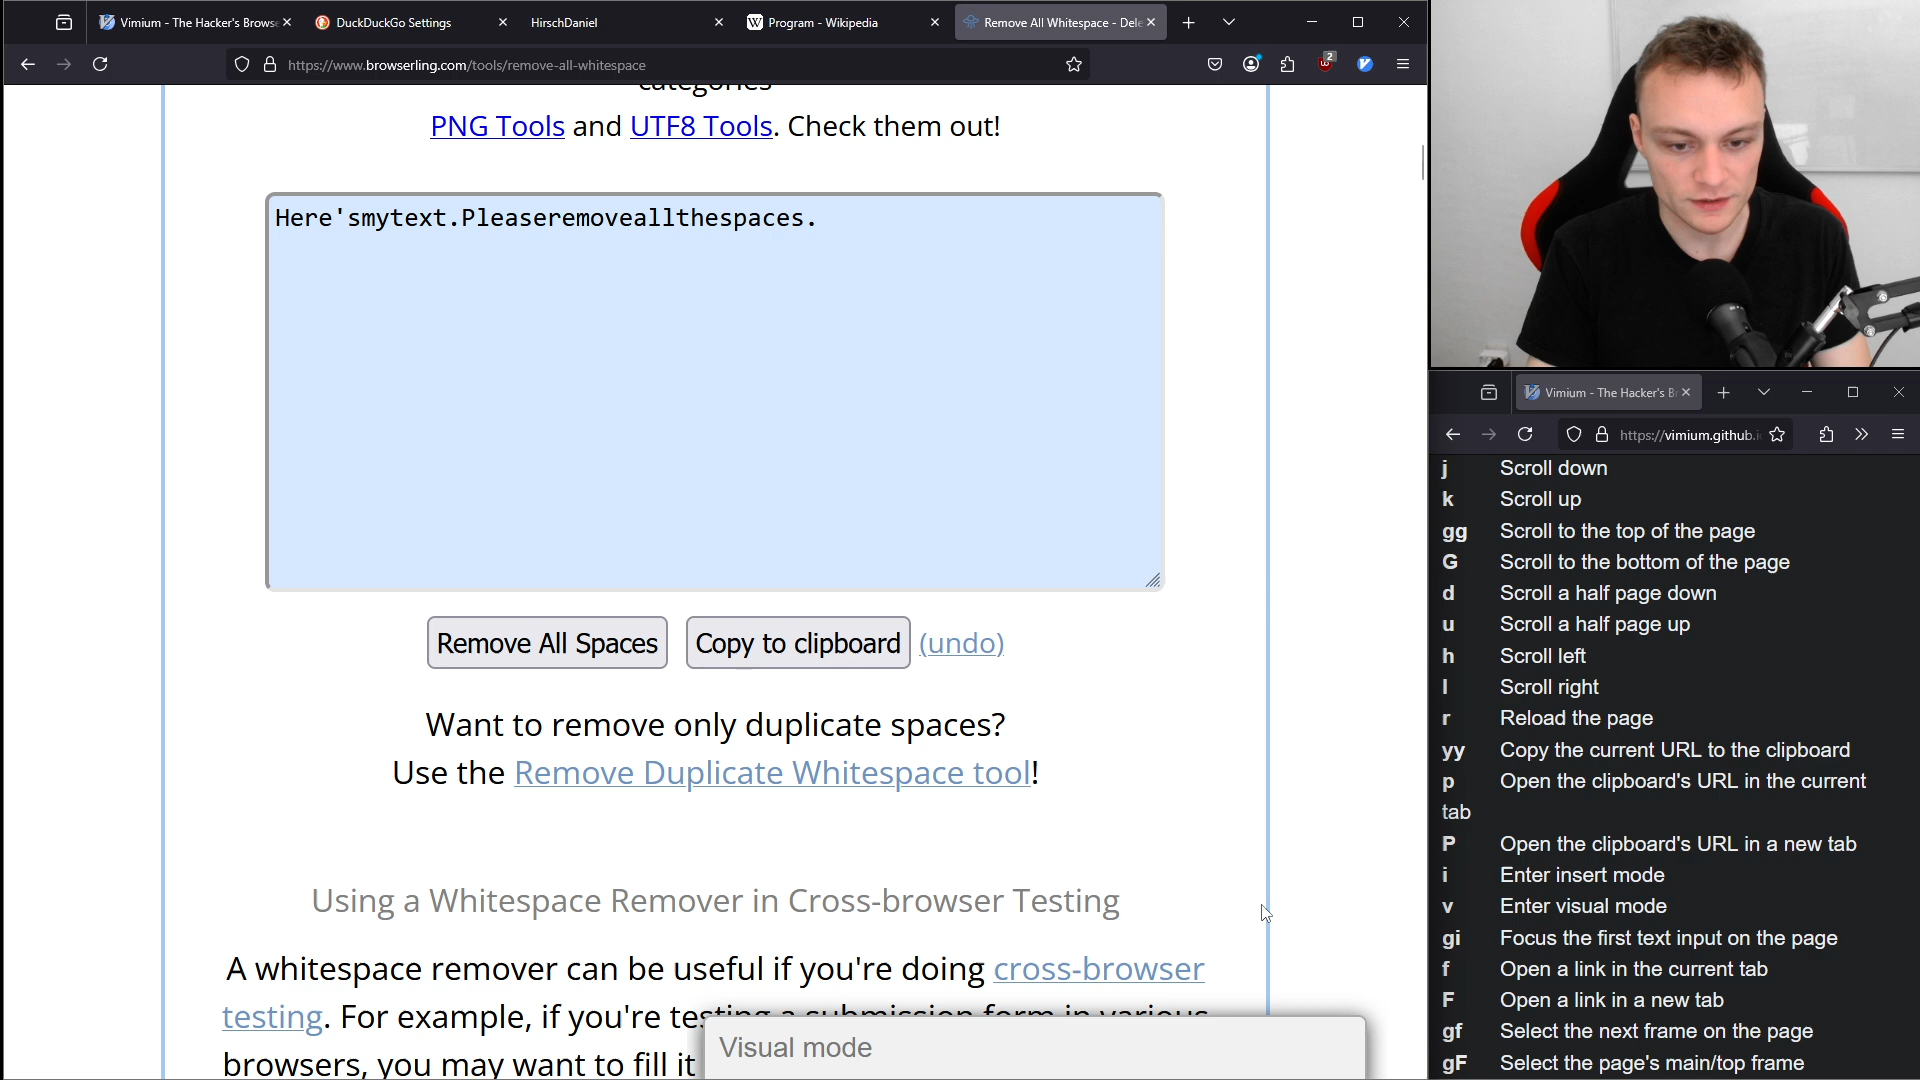 Vimium - The Hacker's Browse
DuckDuckGo Settings
HirschDaniel
W Program - Wikipedia
Remove All Whitespace - Dele
https://www.browserling.com/tools/remove-all-whitespace
2
categories
PNG Tools and UTF8 Tools. Check them out!
Here'smytext.Pleaseremoveallthespaces.
Remove All Spaces
Copy to clipboard
(undo)
Want to remove only duplicate spaces?
Use the Remove Duplicate Whitespace tool!
Using a Whitespace Remover in Cross-browser Testing
A whitespace remover can be useful if you're doing cross-browser
testing. For example, if you're testing a submission form in various
browsers, you may want to fill it
Visual mode
Vimium - The Hacker's Br
https://vimium.github.i
j Scroll down
k Scroll up
gg Scroll to the top of the page
G Scroll to the bottom of the page
d Scroll a half page down
u Scroll a half page up
h Scroll left
l Scroll right
r Reload the page
yy Copy the current URL to the clipboard
p Open the clipboard's URL in the current
tab
P Open the clipboard's URL in a new tab
i Enter insert mode
v Enter visual mode
gi Focus the first text input on the page
f Open a link in the current tab
F Open a link in a new tab
gf Select the next frame on the page
gF Select the page's main/top frame